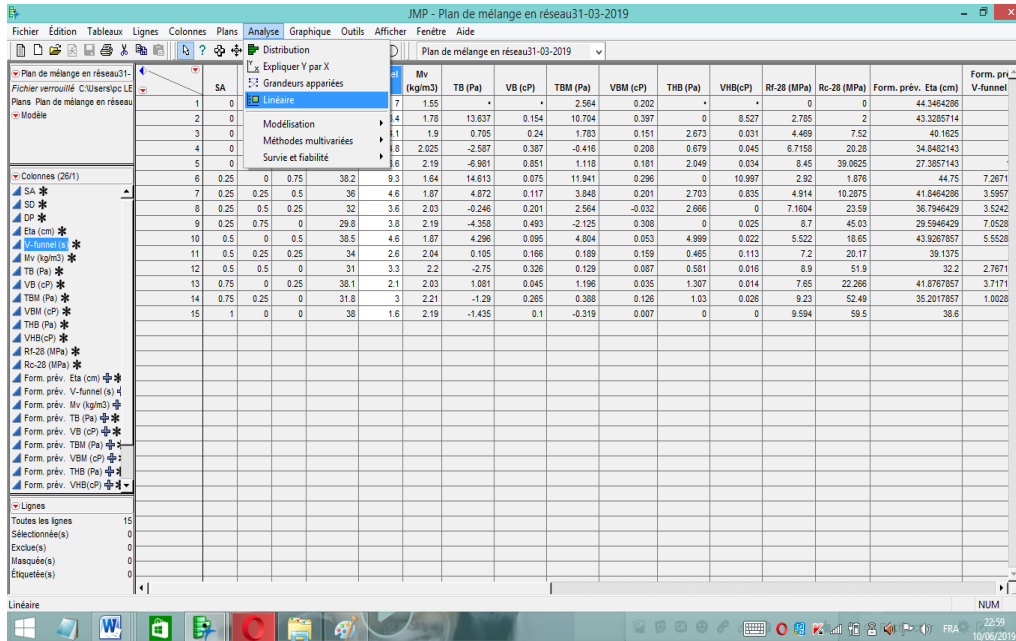 JMP - Plan de mélange en réseau31-03-2019
Fichier Édition Tableaux Lignes Colonnes Plans Analyse Graphique Outils Afficher Fenêtre Aide
Plan de mélange en réseau31-03-2019
Distribution
Expliquer Y par X
Grandeurs appariées
Linéaire
Modélisation
Méthodes multivariées
Survie et fiabilité
Plan de mélange en réseau31-
Fichier verrouillé C:\Users\pc LE
Plans Plan de mélange en réseau
Modèle
Colonnes (26/1)
SA
SD
DP
Eta (cm)
V-funnel (s)
Mv (kg/m3)
TB (Pa)
VB (cP)
TBM (Pa)
VBM (cP)
THB (Pa)
VHB(cP)
Rf-28 (MPa)
Rc-28 (MPa)
Form. prév. Eta (cm)
Form. prév. V-funnel (s)
Form. prév. Mv (kg/m3)
Form. prév. TB (Pa)
Form. prév. VB (cP)
Form. prév. TBM (Pa)
Form. prév. VBM (cP)
Form. prév. THB (Pa)
Form. prév. VHB(cP)
Lignes
Toutes les lignes 15
Sélectionnée(s) 0
Exclue(s) 0
Masquée(s) 0
Étiquetée(s) 0
SA Mv (kg/m3) TB (Pa) VB (cP) TBM (Pa) VBM (cP) THB (Pa) VHB(cP) Rf-28 (MPa) Rc-28 (MPa) Form. prév. Eta (cm) V-funnel
1 0 7 1.55 • • 2.564 0.202 • • 0 0 44.3464286
2 0 .4 1.78 13.637 0.154 10.704 0.397 0 8.527 2.785 2 43.3285714
3 0 .1 1.9 0.705 0.24 1.783 0.151 2.673 0.031 4.469 7.52 40.1625
4 0 .8 2.025 -2.587 0.387 -0.416 0.208 0.679 0.045 6.7158 20.28 34.8482143
5 0 .6 2.19 -6.981 0.851 1.118 0.181 2.049 0.034 8.45 39.0625 27.3857143
6 0.25 0 0.75 38.2 9.3 1.64 14.613 0.075 11.941 0.296 0 10.997 2.92 1.876 44.75 7.2671
7 0.25 0.25 0.5 36 4.6 1.87 4.872 0.117 3.848 0.201 2.703 0.835 4.914 10.2875 41.8464286 3.5957
8 0.25 0.5 0.25 32 3.6 2.03 -0.246 0.201 2.564 -0.032 2.666 0 7.1604 23.59 36.7946429 3.5242
9 0.25 0.75 0 29.8 3.8 2.19 -4.358 0.493 -2.125 0.308 0 0.025 8.7 45.03 29.5946429 7.0528
10 0.5 0 0.5 38.5 4.6 1.87 4.296 0.095 4.804 0.053 4.999 0.022 5.522 18.65 43.9267857 5.5528
11 0.5 0.25 0.25 34 2.6 2.04 0.105 0.166 0.189 0.159 0.465 0.113 7.2 20.17 39.1375
12 0.5 0.5 0 31 3.3 2.2 -2.75 0.326 0.129 0.087 0.581 0.016 8.9 51.9 32.2 2.7671
13 0.75 0 0.25 38.1 2.1 2.03 1.081 0.045 1.196 0.035 1.307 0.014 7.65 22.266 41.8767857 3.7171
14 0.75 0.25 0 31.8 3 2.21 -1.29 0.265 0.388 0.126 1.03 0.026 9.23 52.49 35.2017857 1.0028
15 1 0 0 38 1.6 2.19 -1.435 0.1 -0.319 0.007 0 0 9.594 59.5 38.6
Linéaire
NUM
FRA
22:59
10/06/2019